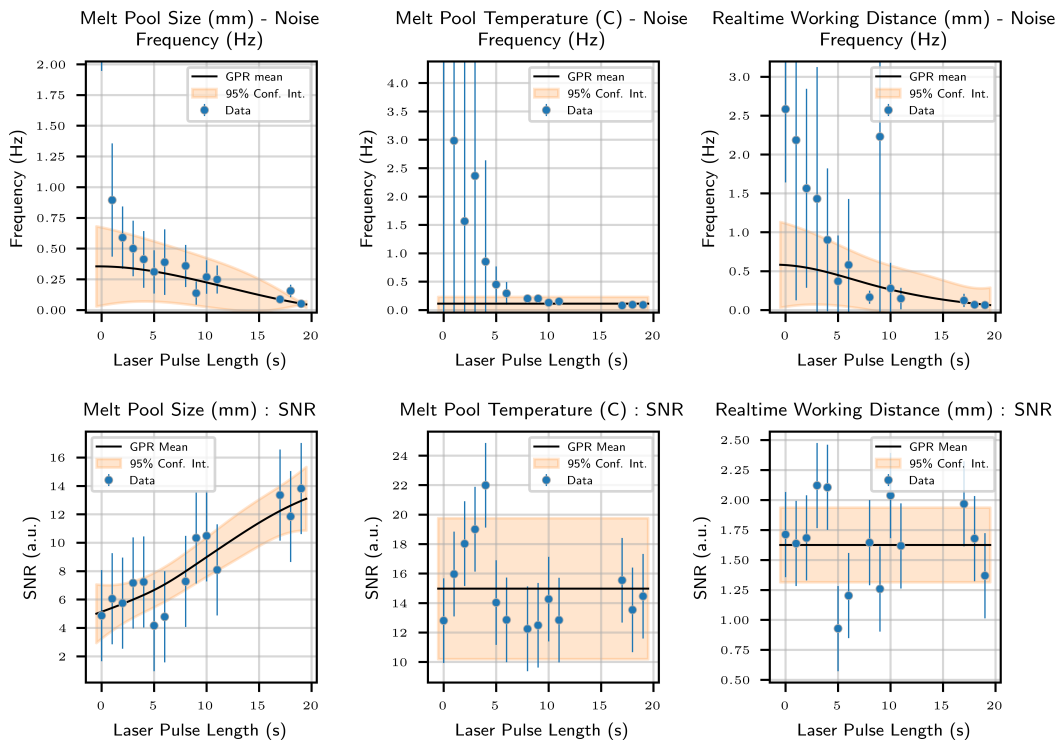 Melt Pool Size (mm) - Noise
Frequency (Hz)
2.00
1.75
1.50
1.25
1.00
0.75
0.50
0.25
0.00
Frequency (Hz)
GPR mean
95% Conf. Int.
Data
0 5 10 15 20
Laser Pulse Length (s)
Melt Pool Temperature (C) - Noise
Frequency (Hz)
4.0
3.0
2.0
1.0
0.0
Frequency (Hz)
GPR mean
95% Conf. Int.
Data
0 5 10 15 20
Laser Pulse Length (s)
Realtime Working Distance (mm) - Noise
Frequency (Hz)
3.0
2.5
2.0
1.5
1.0
0.5
0.0
Frequency (Hz)
GPR mean
95% Conf. Int.
Data
0 5 10 15 20
Laser Pulse Length (s)
Melt Pool Size (mm) : SNR
16
14
12
10
8
6
4
2
SNR (a.u.)
GPR Mean
95% Conf. Int.
Data
0 5 10 15 20
Laser Pulse Length (s)
Melt Pool Temperature (C) : SNR
24
22
20
18
16
14
12
10
SNR (a.u.)
GPR Mean
95% Conf. Int.
Data
0 5 10 15 20
Laser Pulse Length (s)
Realtime Working Distance (mm) : SNR
2.50
2.25
2.00
1.75
1.50
1.25
1.00
0.75
0.50
SNR (a.u.)
GPR Mean
95% Conf. Int.
Data
0 5 10 15 20
Laser Pulse Length (s)